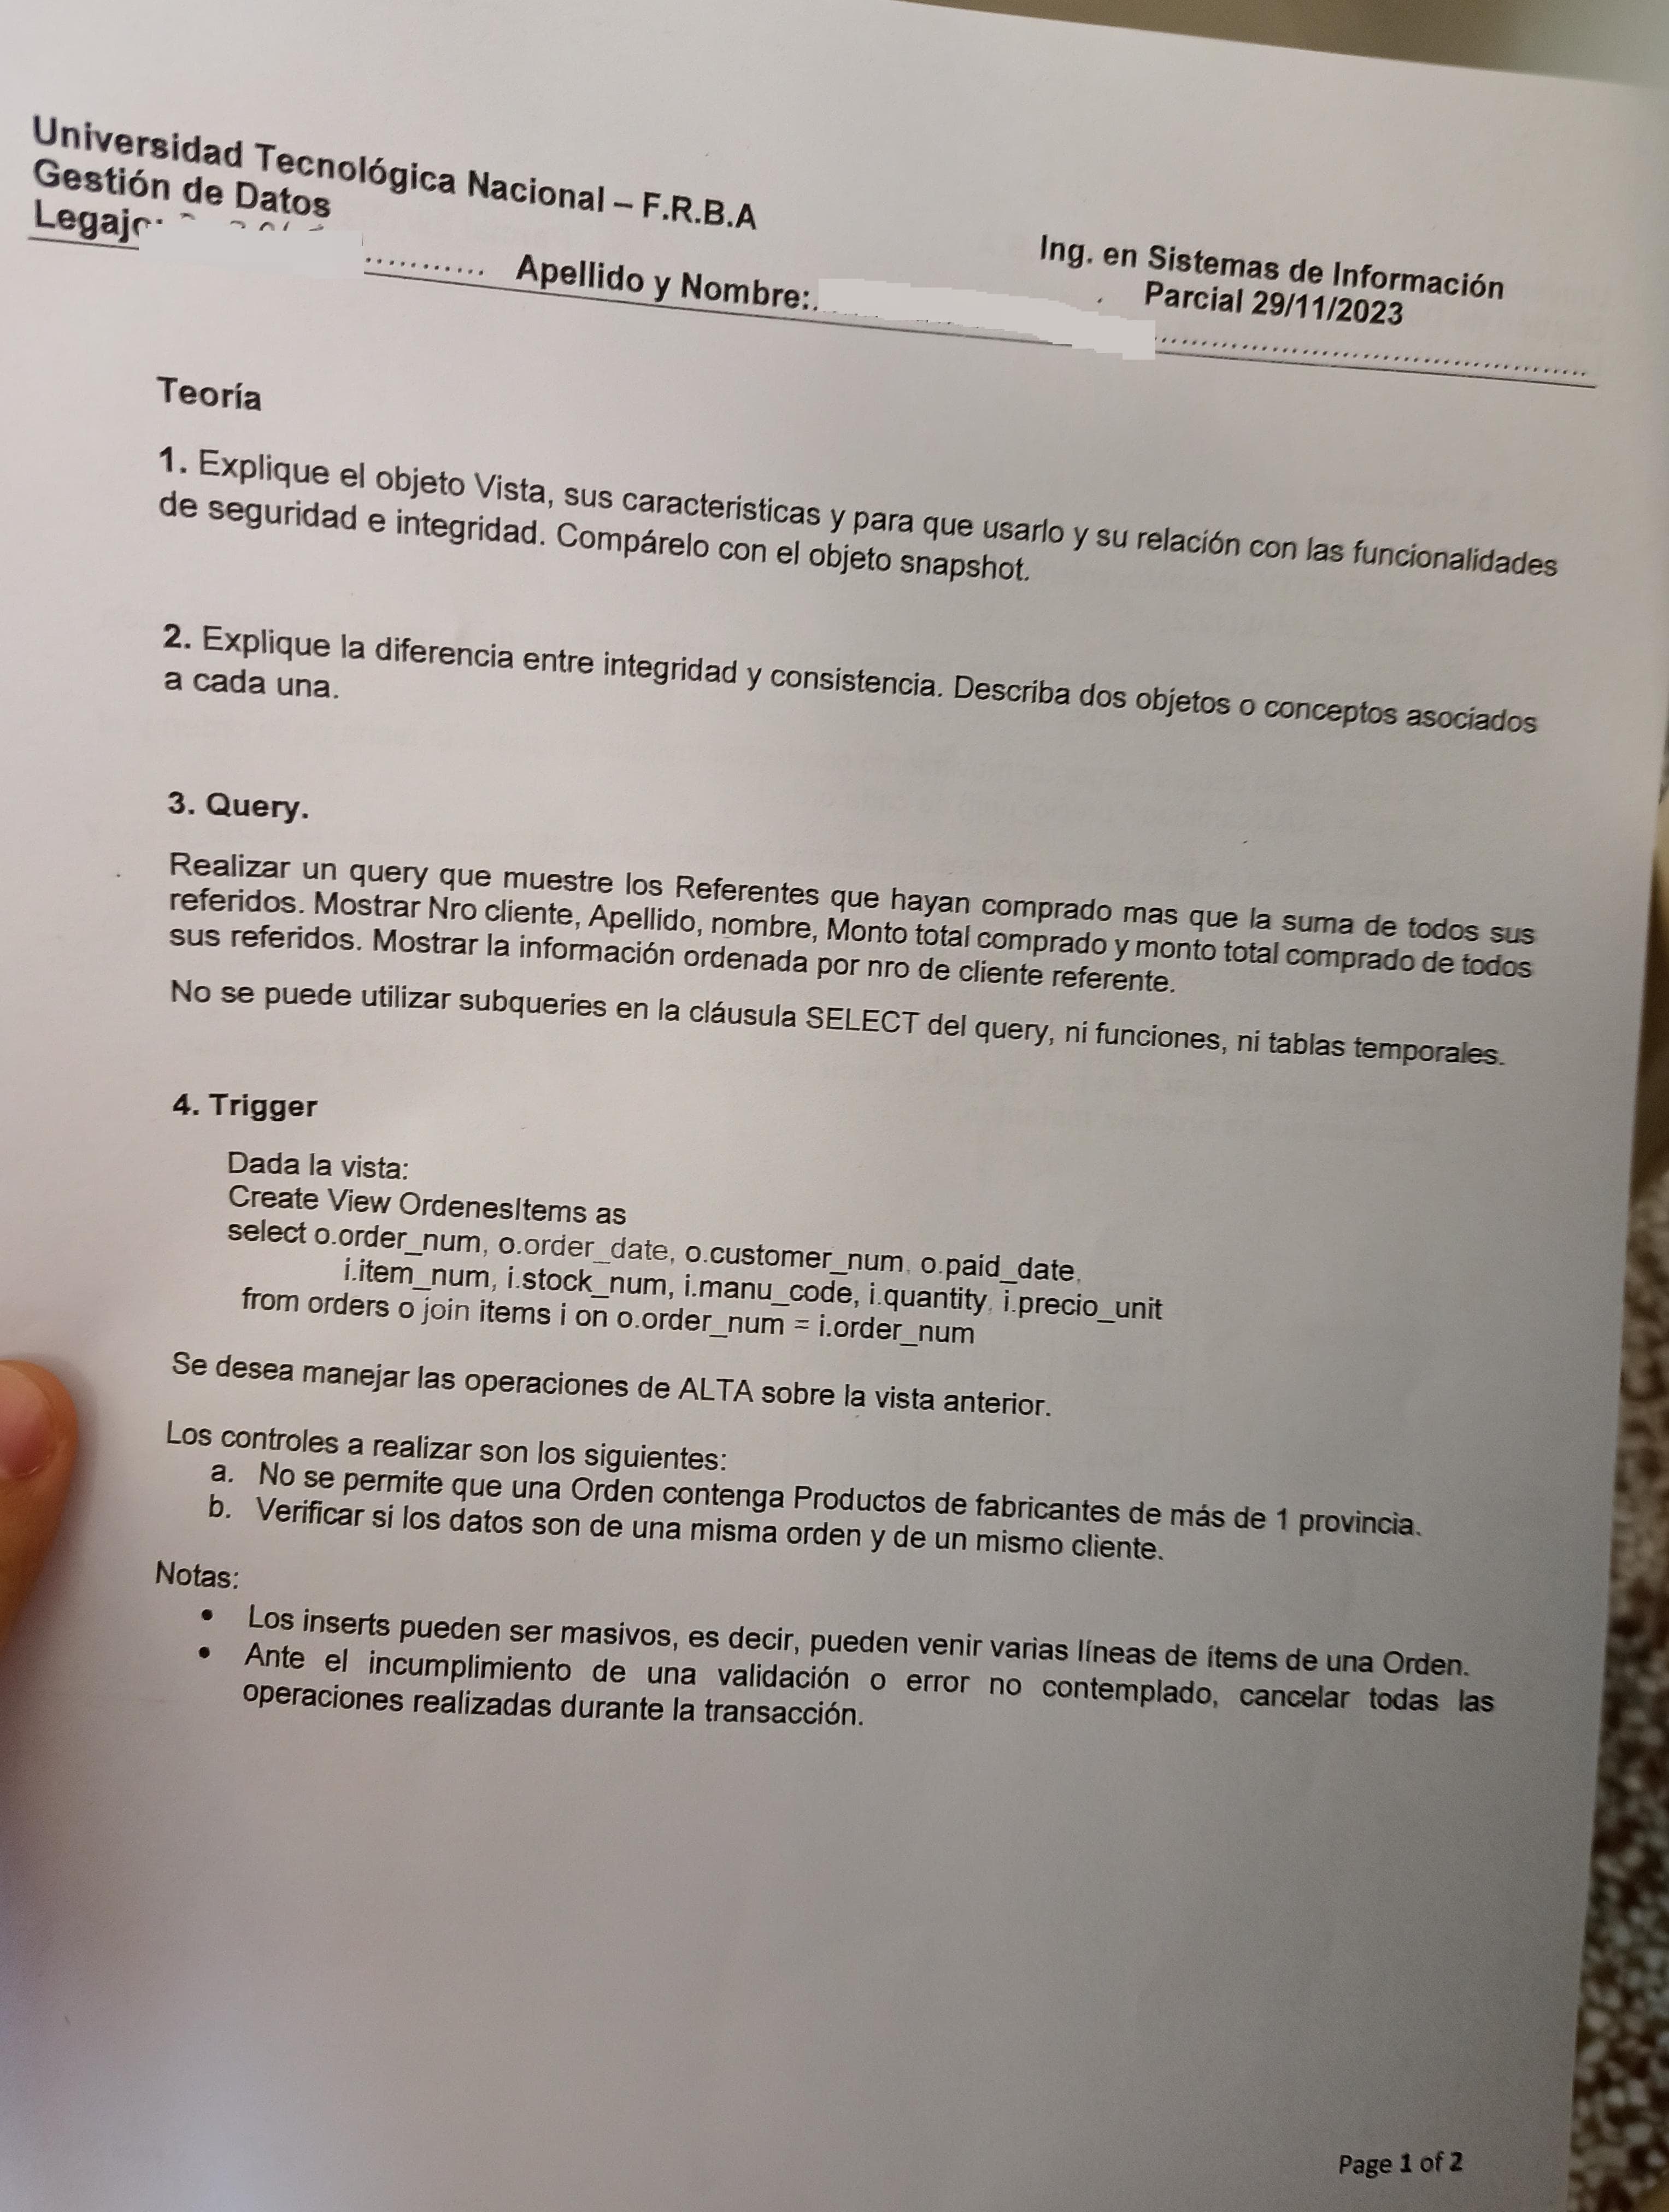 Universidad Tecnológica Nacional – F.R.B.A
Ing. en Sistemas de Información
Gestión de Datos
Parcial 29/11/2023
Legajo: ........... Apellido y Nombre:
Teoría
1. Explique el objeto Vista, sus caracteristicas y para que usarlo y su relación con las funcionalidades
de seguridad e integridad. Compárelo con el objeto snapshot.
2. Explique la diferencia entre integridad y consistencia. Describa dos objetos o conceptos asociados
a cada una.
3. Query.
Realizar un query que muestre los Referentes que hayan comprado mas que la suma de todos sus
referidos. Mostrar Nro cliente, Apellido, nombre, Monto total comprado y monto total comprado de todos
sus referidos. Mostrar la información ordenada por nro de cliente referente.
No se puede utilizar subqueries en la cláusula SELECT del query, ni funciones, ni tablas temporales.
4. Trigger
Dada la vista:
Create View OrdenesItems as
select o.order_num, o.order_date, o.customer_num, o.paid_date,
i.item_num, i.stock_num, i.manu_code, i.quantity, i.precio_unit
from orders o join items i on o.order_num = i.order_num
Se desea manejar las operaciones de ALTA sobre la vista anterior.
Los controles a realizar son los siguientes:
a. No se permite que una Orden contenga Productos de fabricantes de más de 1 provincia.
b. Verificar si los datos son de una misma orden y de un mismo cliente.
Notas:
• Los inserts pueden ser masivos, es decir, pueden venir varias líneas de ítems de una Orden.
• Ante el incumplimiento de una validación o error no contemplado, cancelar todas las
operaciones realizadas durante la transacción.
Page 1 of 2